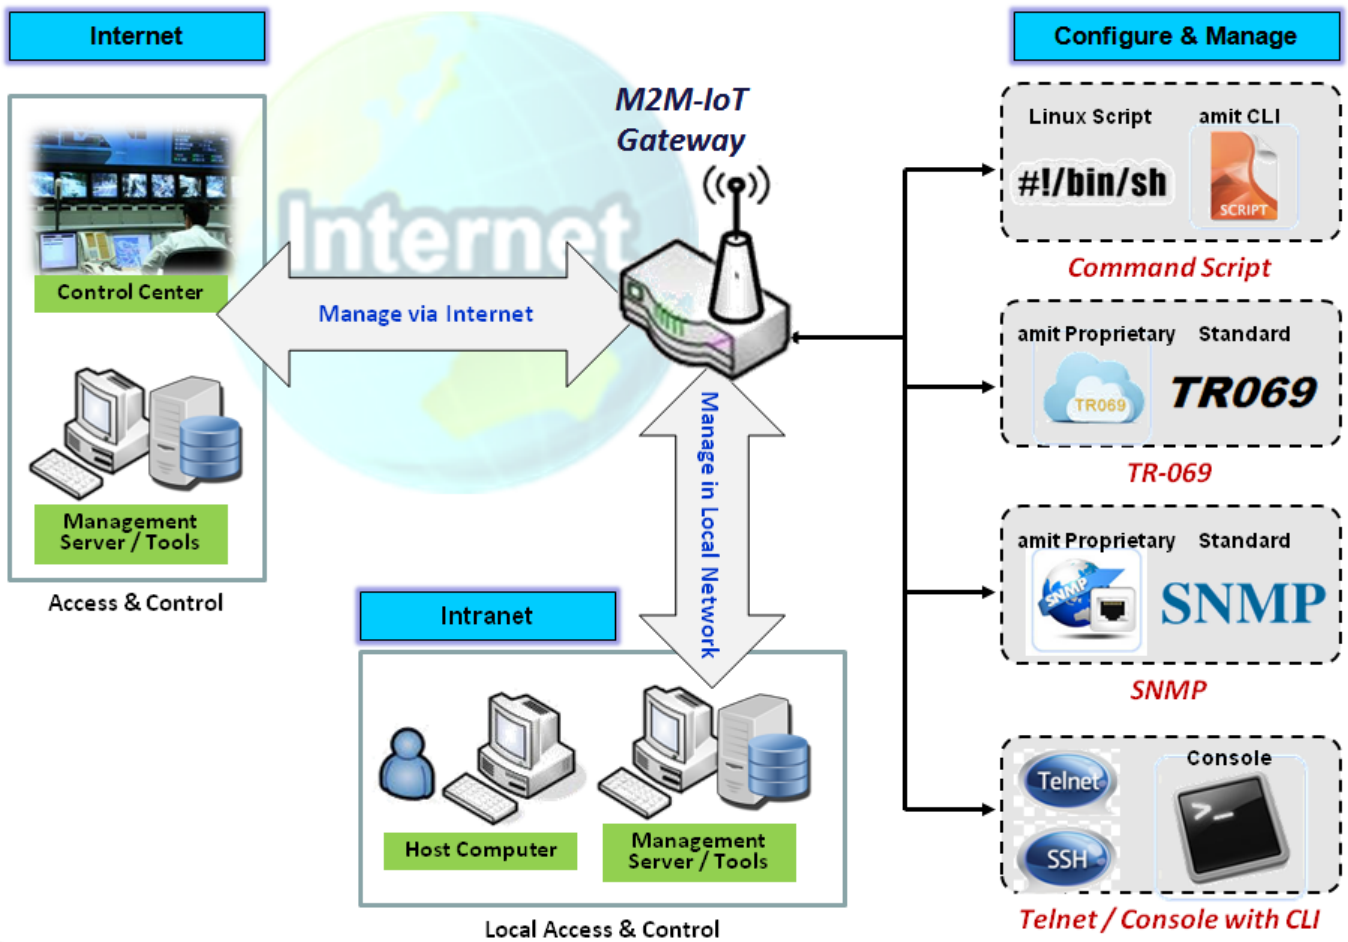 Internet
Configure & Manage
M2M-IoT
Gateway
Internet
Control Center
Manage via Internet
Management
Server / Tools
Access & Control
Manage in Local Network
Intranet
Host Computer
Management
Server / Tools
Local Access & Control
Linux Script
amit CLI
#!/bin/sh
SCRIPT
Command Script
amit Proprietary
Standard
TR069
TR069
TR-069
amit Proprietary
Standard
SNMP
SNMP
SNMP
Telnet
Console
>_
SSH
Telnet / Console with CLI